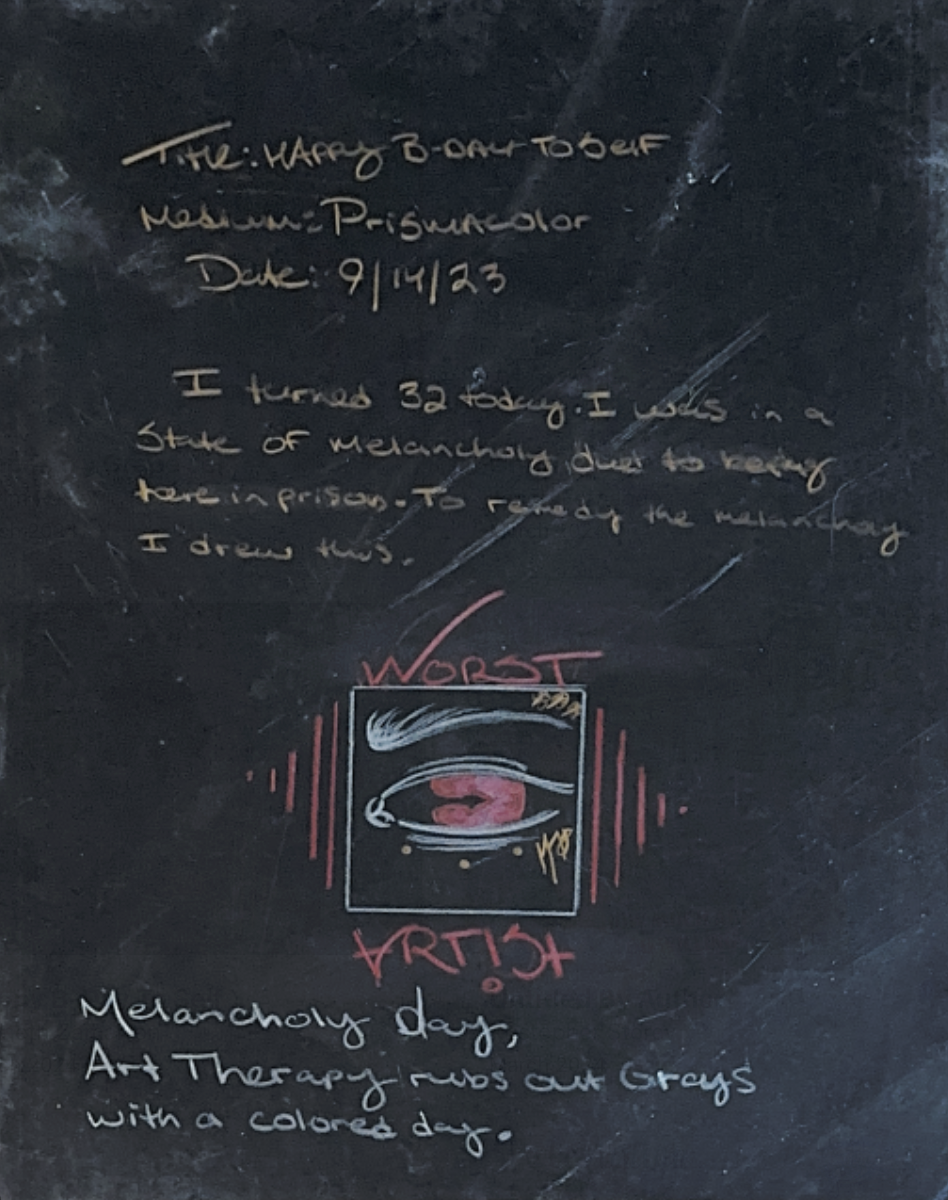 Title: HAppy B-DAY TO Self
Medium: PrismAcolor
Date: 9/14/23
I turned 32 today. I was in a
State of melancholy, due to being
here in prison. To remedy the melancholy
I drew this.
WORST
ARTiST
Melancholy day,
Art Therapy rubs out Grays
with a colored day.